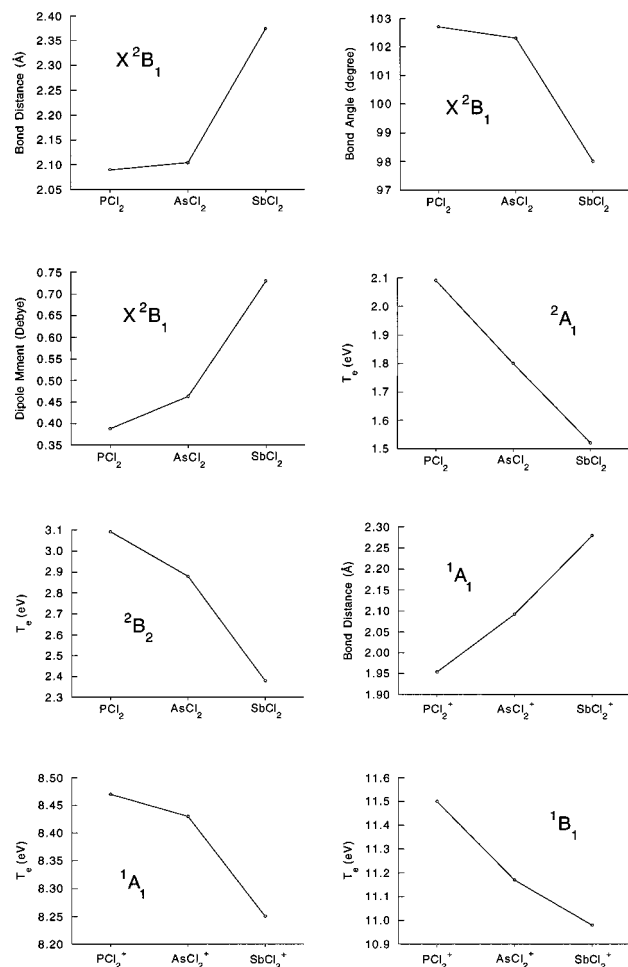 Bond Distance (Å)
2.40
2.35
2.30
2.25
2.20
2.15
2.10
2.05
X ²B₁
PCl₂ AsCl₂ SbCl₂
Bond Angle (degree)
103
102
101
100
99
98
97
X ²B₁
PCl₂ AsCl₂ SbCl₂
Dipole Mment (Debye)
0.75
0.70
0.65
0.60
0.55
0.50
0.45
0.40
0.35
X ²B₁
PCl₂ AsCl₂ SbCl₂
Tₑ (eV)
2.1
2.0
1.9
1.8
1.7
1.6
1.5
²A₁
PCl₂ AsCl₂ SbCl₂
Tₑ (eV)
3.1
3.0
2.9
2.8
2.7
2.6
2.5
2.4
2.3
²B₂
PCl₂ AsCl₂ SbCl₂
Bond Distance (Å)
2.30
2.25
2.20
2.15
2.10
2.05
2.00
1.95
1.90
¹A₁
PCl₂⁺ AsCl₂⁺ SbCl₂⁺
Tₑ (eV)
8.50
8.45
8.40
8.35
8.30
8.25
8.20
¹A₁
PCl₂⁺ AsCl₂⁺ SbCl₂⁺
Tₑ (eV)
11.6
11.5
11.4
11.3
11.2
11.1
11.0
10.9
¹B₁
PCl₂⁺ AsCl₂⁺ SbCl₂⁺